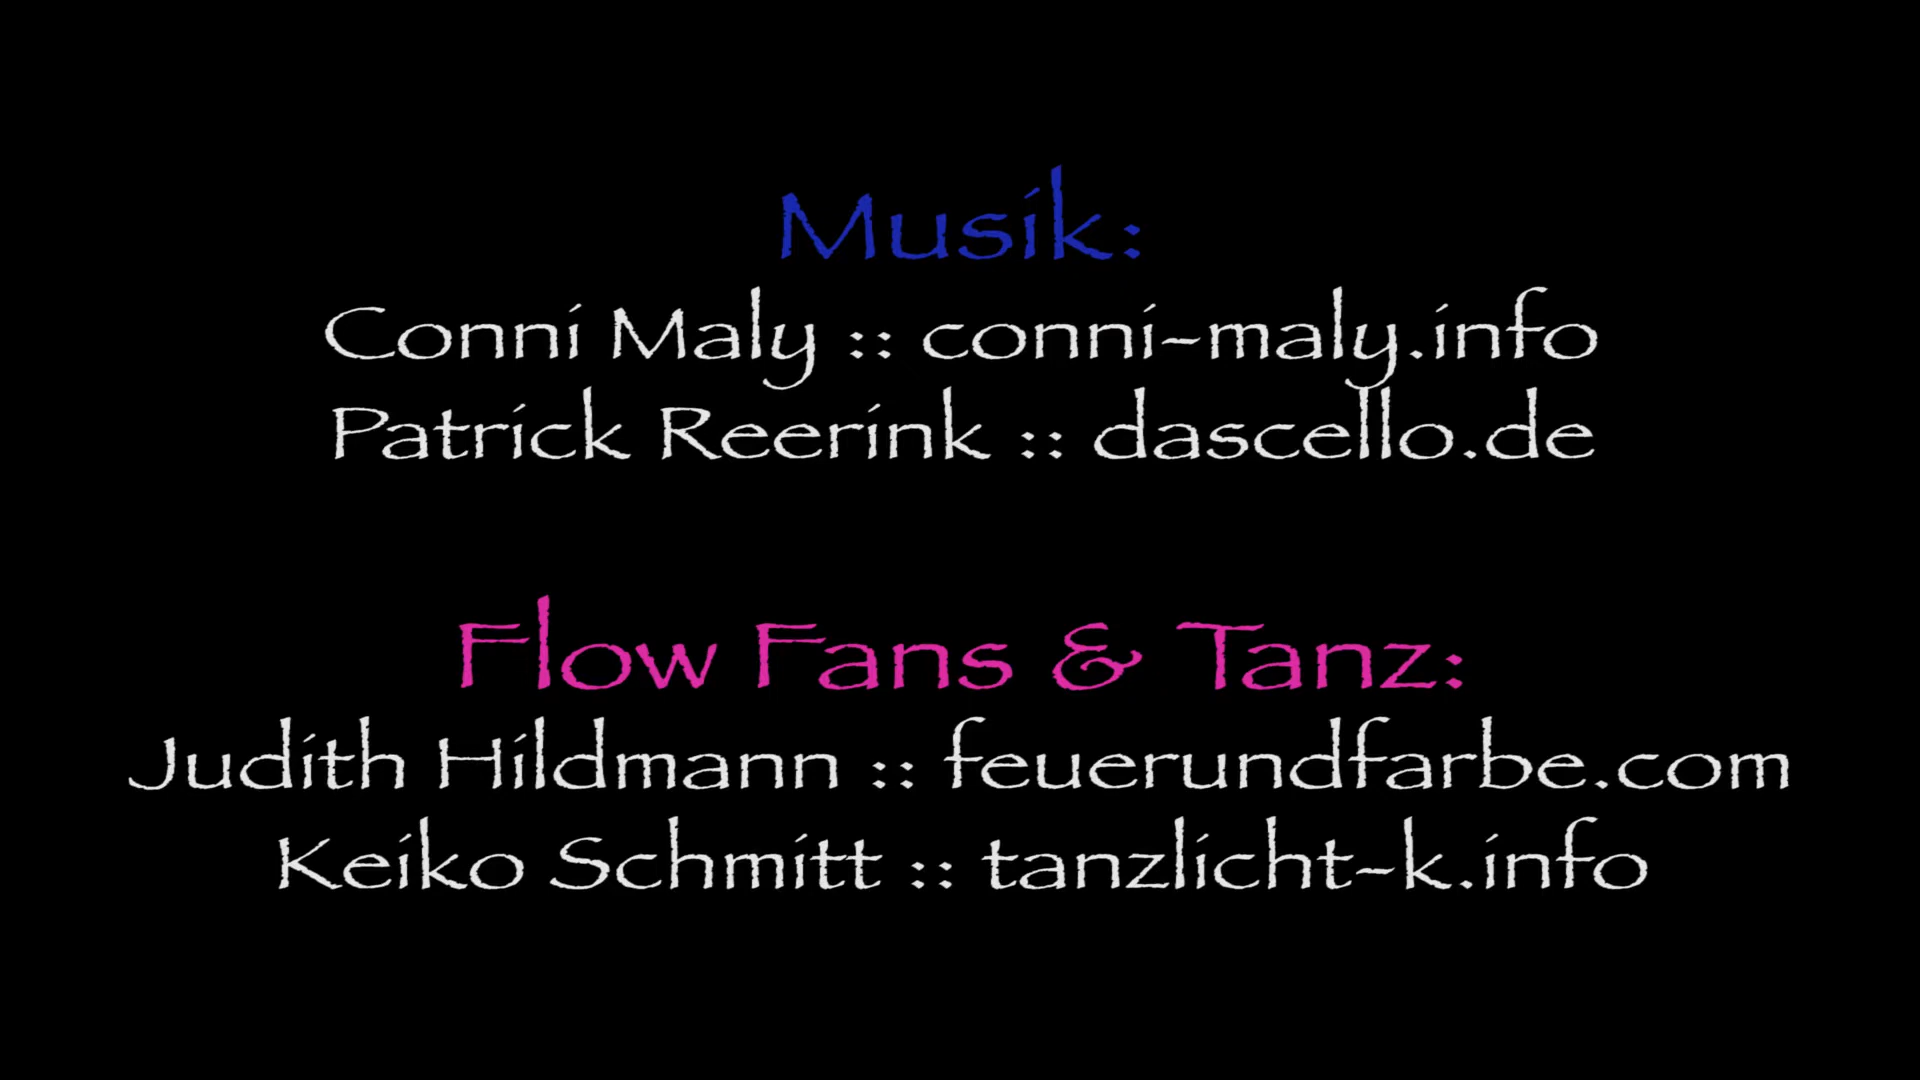 Musik:
Conni Maly :: conni-maly.info
Patrick Reerink :: dascello.de
Flow Fans & Tanz:
Judith Hildmann :: feuerundfarbe.com
Keiko Schmitt :: tanzlicht-k.info